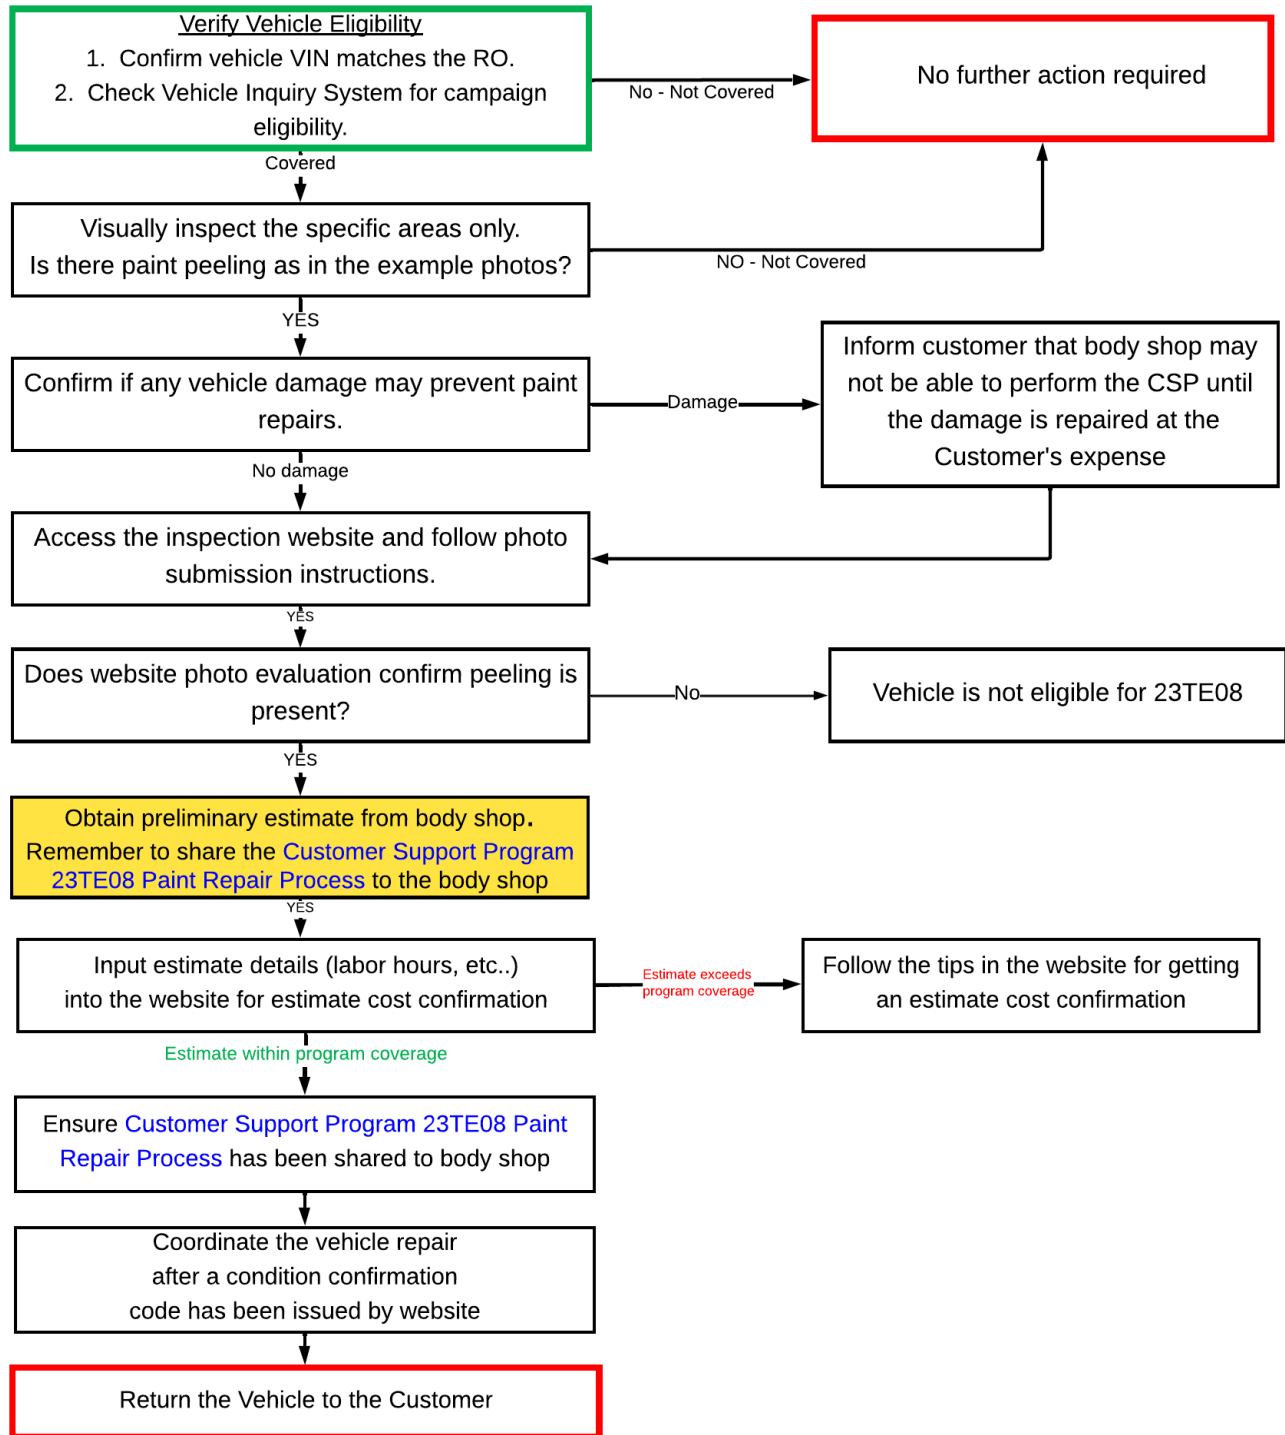 Verify Vehicle Eligibility
1. Confirm vehicle VIN matches the RO.
2. Check Vehicle Inquiry System for campaign
eligibility.
No - Not Covered
No further action required
Covered
Visually inspect the specific areas only.
Is there paint peeling as in the example photos?
NO - Not Covered
YES
Confirm if any vehicle damage may prevent paint
repairs.
Damage
Inform customer that body shop may
not be able to perform the CSP until
the damage is repaired at the
Customer's expense
No damage
Access the inspection website and follow photo
submission instructions.
YES
Does website photo evaluation confirm peeling is
present?
No
Vehicle is not eligible for 23TE08
YES
Obtain preliminary estimate from body shop.
Remember to share the Customer Support Program
23TE08 Paint Repair Process to the body shop
YES
Input estimate details (labor hours, etc..)
into the website for estimate cost confirmation
Estimate exceeds
program coverage
Follow the tips in the website for getting
an estimate cost confirmation
Estimate within program coverage
Ensure Customer Support Program 23TE08 Paint
Repair Process has been shared to body shop
Coordinate the vehicle repair
after a condition confirmation
code has been issued by website
Return the Vehicle to the Customer